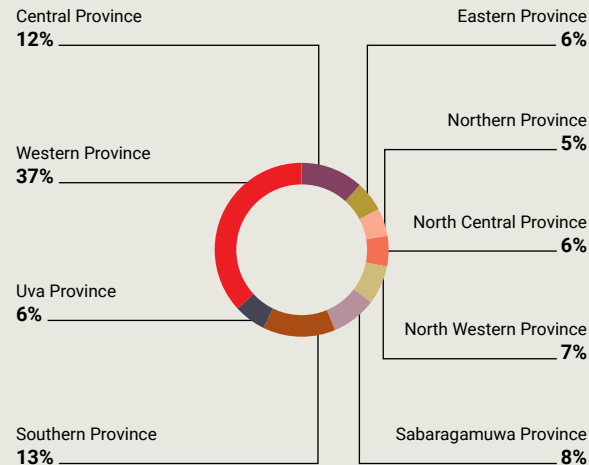 Central Province
12%
Western Province
37%
Uva Province
6%
Southern Province
13%
Eastern Province
6%
Northern Province
5%
North Central Province
6%
North Western Province
7%
Sabaragamuwa Province
8%